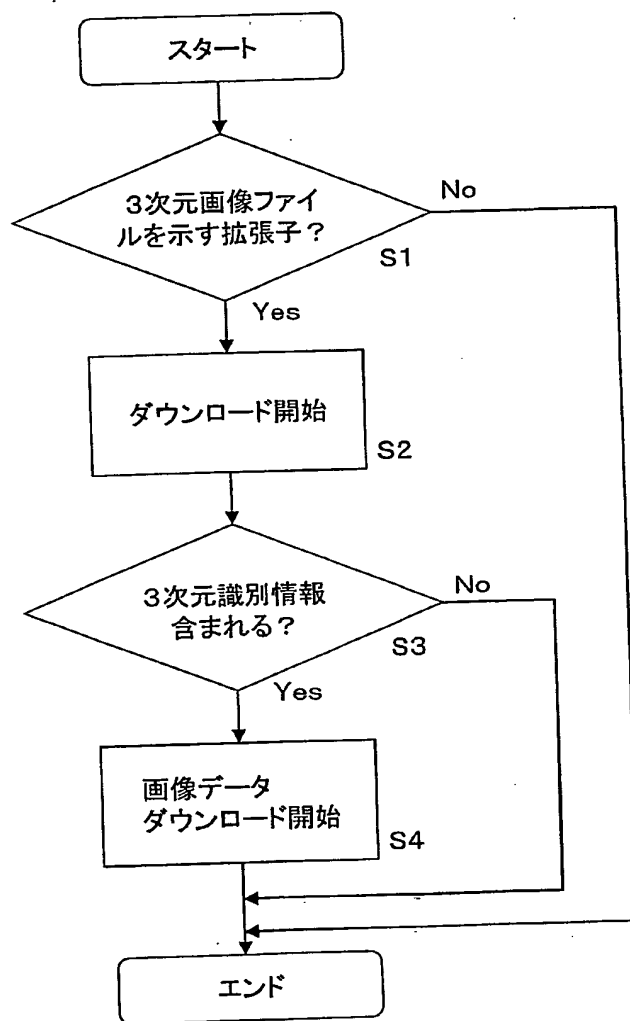 スタート
3次元画像ファイ
ルを示す拡張子？
No
S1
Yes
ダウンロード開始
S2
3次元識別情報
含まれる？
No
S3
Yes
画像データ
ダウンロード開始
S4
エンド